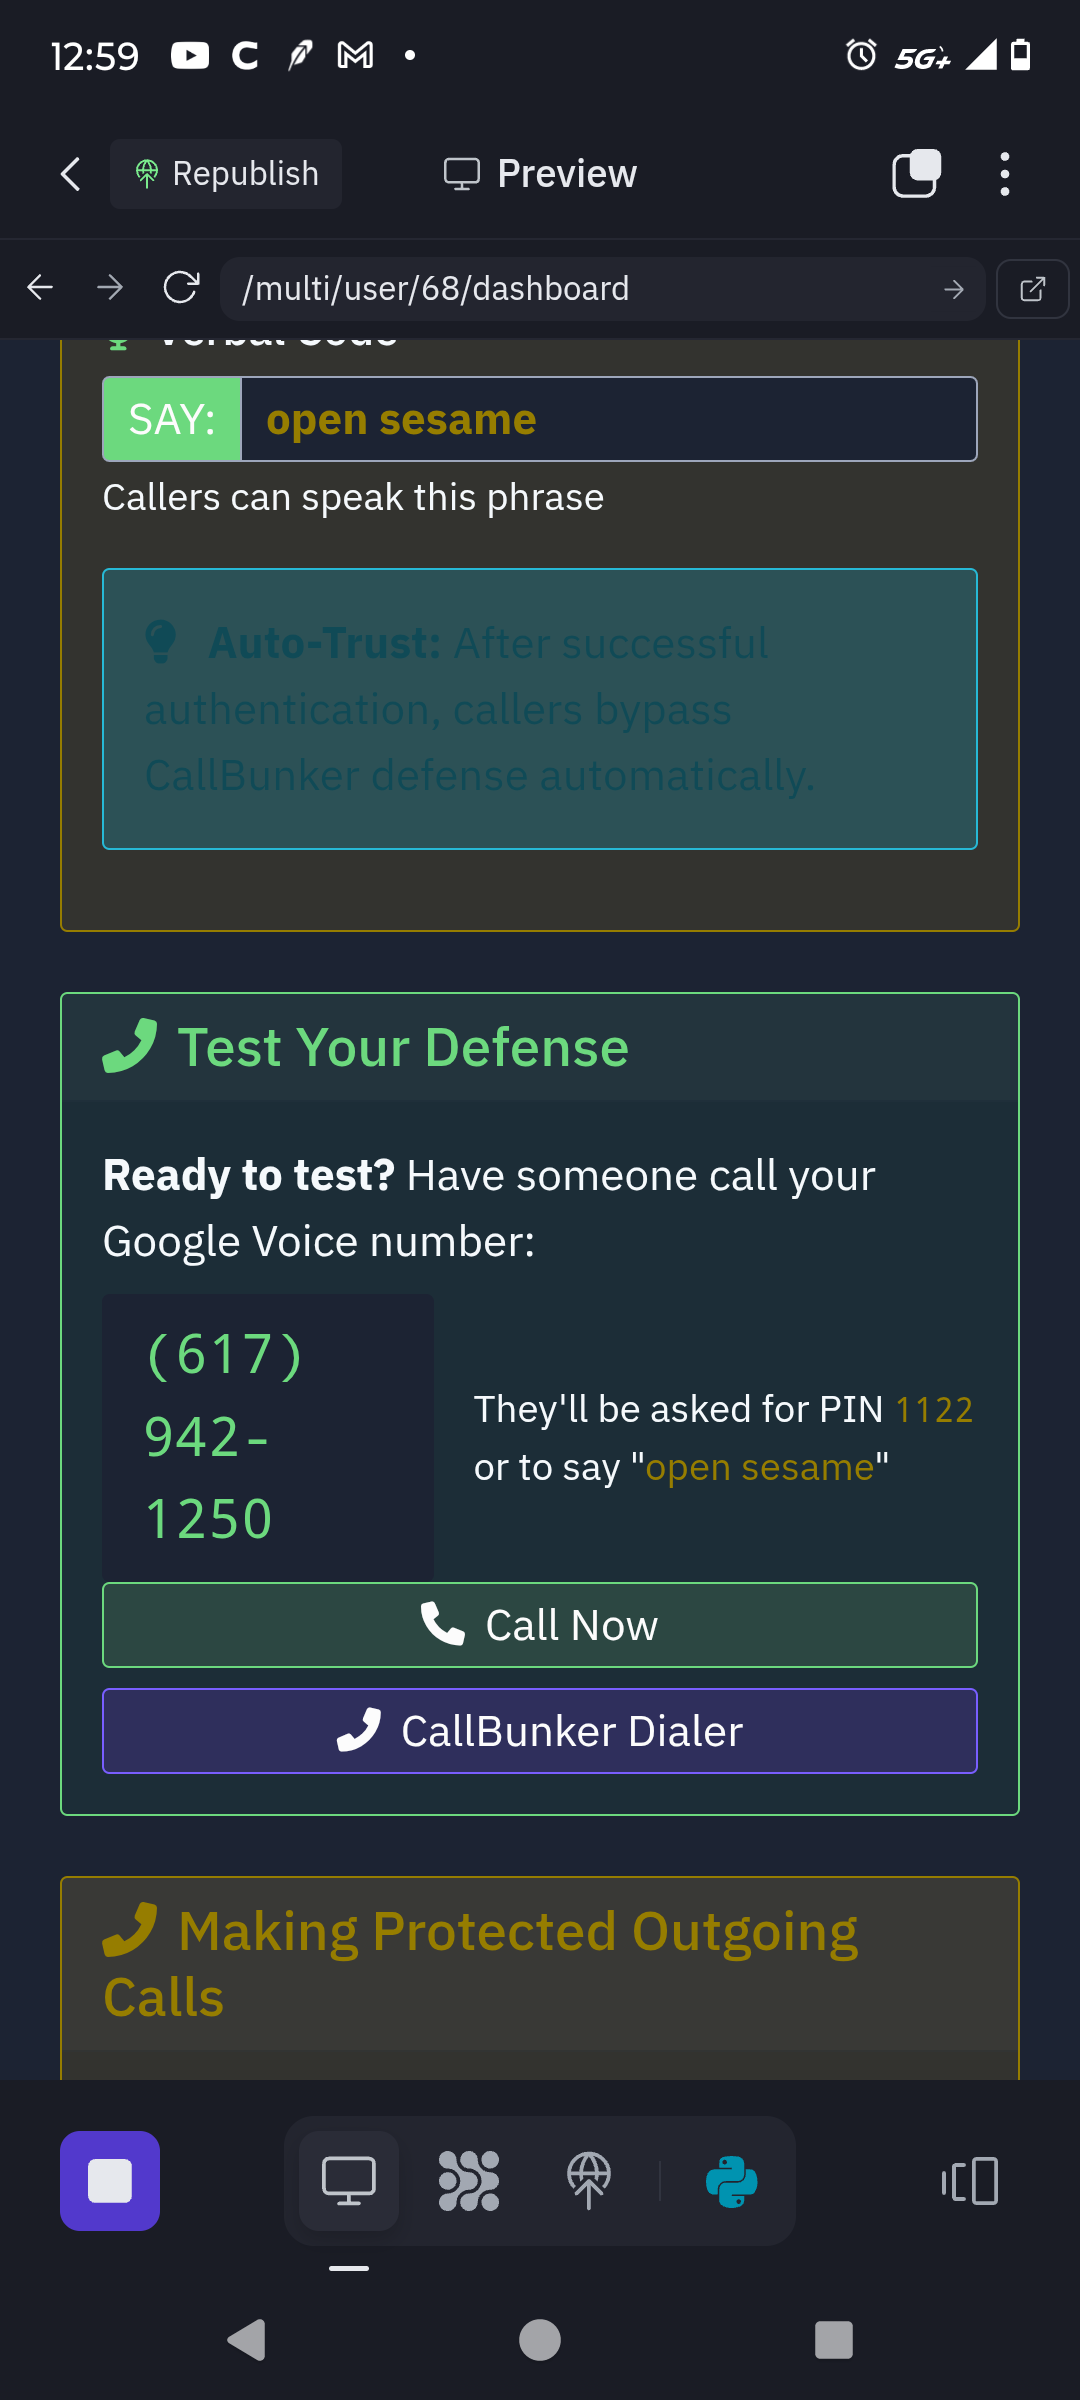 12:59
5G+
Republish
Preview
/multi/user/68/dashboard
Verbal Code
SAY: open sesame
Callers can speak this phrase
Auto-Trust: After successful
authentication, callers bypass
CallBunker defense automatically.
Test Your Defense
Ready to test? Have someone call your
Google Voice number:
(617)
942-
1250
They'll be asked for PIN 1122
or to say "open sesame"
Call Now
CallBunker Dialer
Making Protected Outgoing
Calls